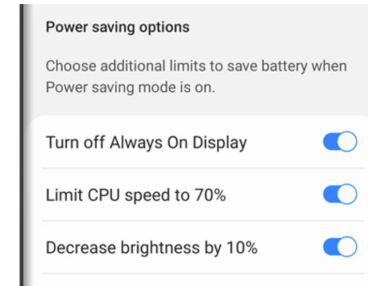 Power saving options
Choose additional limits to save battery when
Power saving mode is on.
Turn off Always On Display
Limit CPU speed to 70%
Decrease brightness by 10%